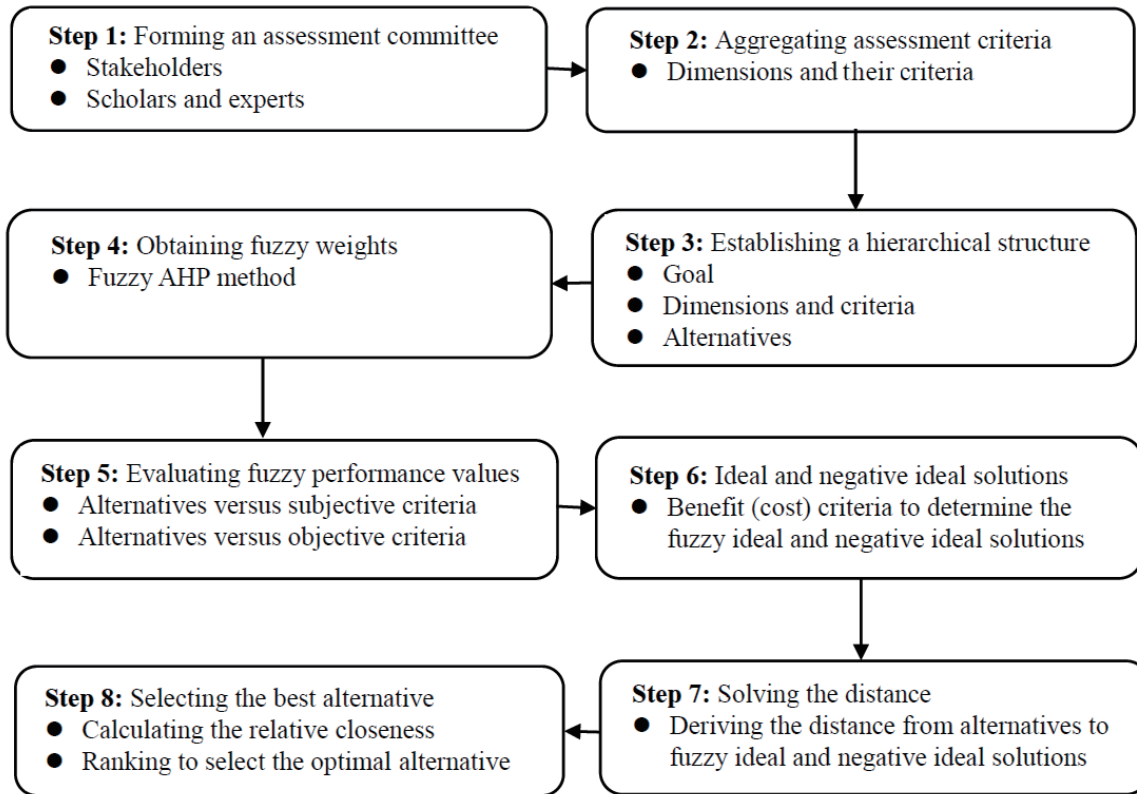 Step 1: Forming an assessment committee
● Stakeholders
● Scholars and experts
Step 2: Aggregating assessment criteria
● Dimensions and their criteria
Step 3: Establishing a hierarchical structure
● Goal
● Dimensions and criteria
● Alternatives
Step 4: Obtaining fuzzy weights
● Fuzzy AHP method
Step 5: Evaluating fuzzy performance values
● Alternatives versus subjective criteria
● Alternatives versus objective criteria
Step 6: Ideal and negative ideal solutions
● Benefit (cost) criteria to determine the
fuzzy ideal and negative ideal solutions
Step 7: Solving the distance
● Deriving the distance from alternatives to
fuzzy ideal and negative ideal solutions
Step 8: Selecting the best alternative
● Calculating the relative closeness
● Ranking to select the optimal alternative